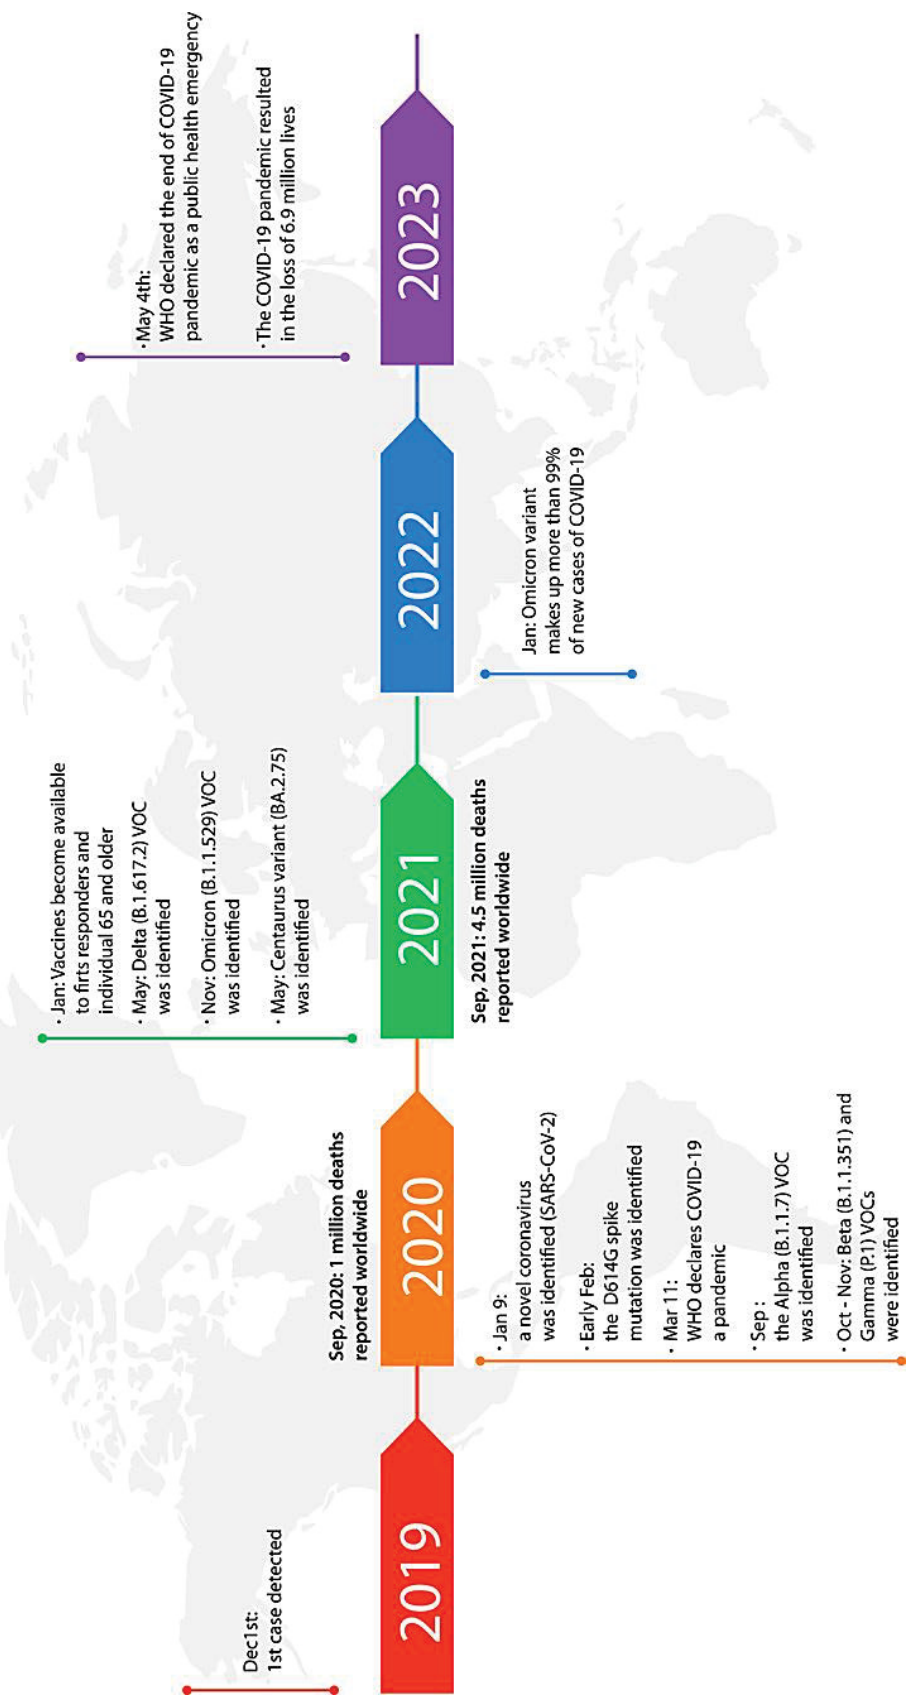 Dec1st:
1st case detected
2019
Sep, 2020: 1 million deaths
reported worldwide
2020
· Jan 9:
a novel coronavirus
was identified (SARS-CoV-2)
· Early Feb:
the D614G spike
mutation was identified
· Mar 11:
WHO declares COVID-19
a pandemic
· Sep :
the Alpha (B.1.1.7) VOC
was identified
· Oct - Nov: Beta (B.1.1.351) and
Gamma (P.1) VOCs
were identified
· Jan: Vaccines become available
to firts responders and
individual 65 and older
· May: Delta (B.1.617.2) VOC
was identified
· Nov: Omicron (B.1.1.529) VOC
was identified
· May: Centaurus variant (BA.2.75)
was identified
2021
Sep, 2021: 4.5 million deaths
reported worldwide
2022
Jan: Omicron variant
makes up more than 99%
of new cases of COVID-19
· May 4th:
WHO declared the end of COVID-19
pandemic as a public health emergency
· The COVID-19 pandemic resulted
in the loss of 6.9 million lives
2023